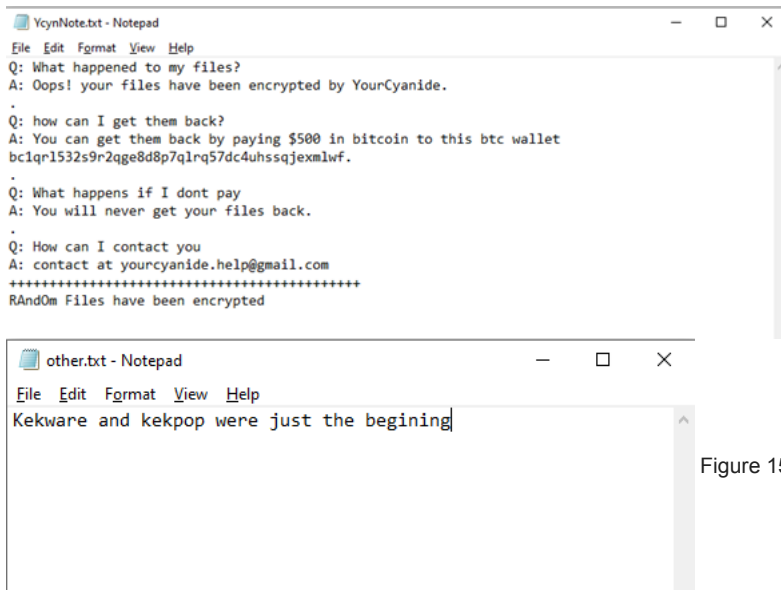 YcynNote.txt - Notepad
File Edit Format View Help
Q: What happened to my files?
A: Oops! your files have been encrypted by YourCyanide.
.
Q: how can I get them back?
A: You can get them back by paying $500 in bitcoin to this btc wallet
bc1qrl532s9r2qge8d8p7qlrq57dc4uhssqjexmlwf.
.
Q: What happens if I dont pay
A: You will never get your files back.
.
Q: How can I contact you
A: contact at yourcyanide.help@gmail.com
++++++++++++++++++++++++++++++++++++++++++++
RAndOm Files have been encrypted
other.txt - Notepad
File Edit Format View Help
Kekware and kekpop were just the begining
Figure 15